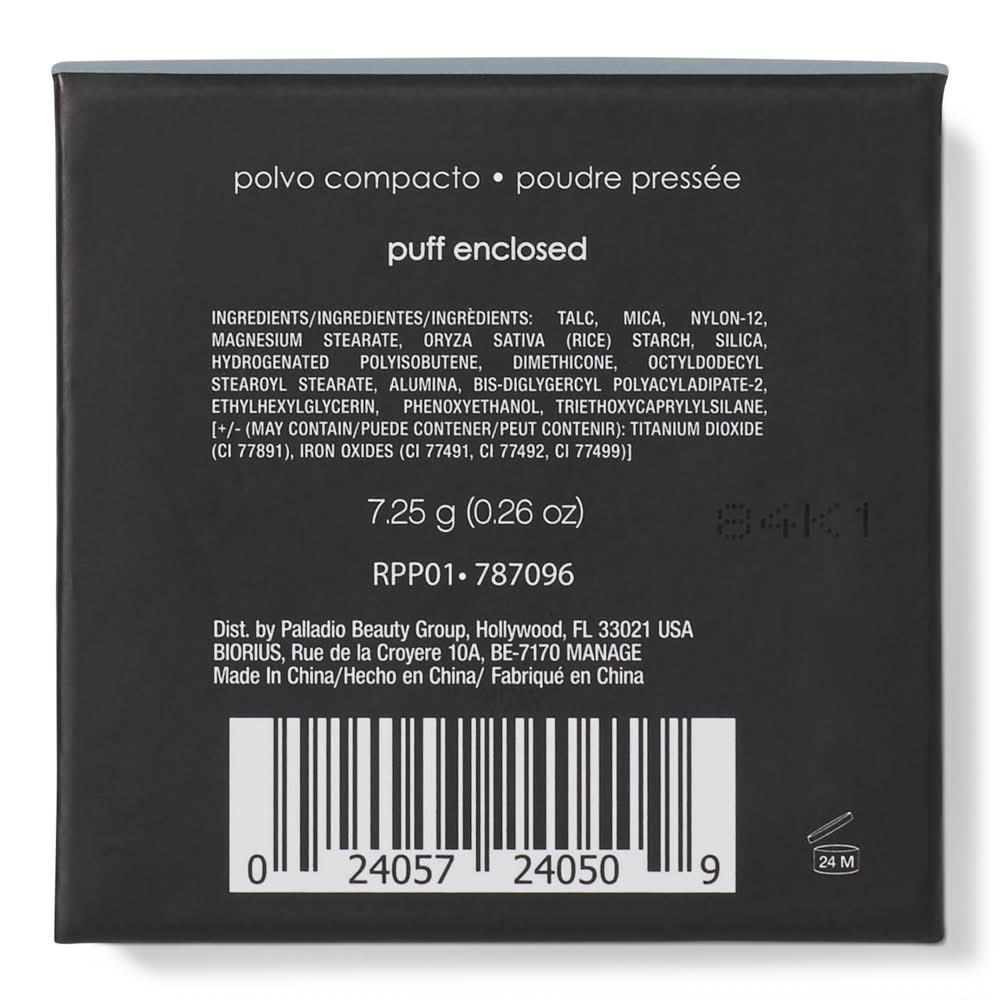 polvo compacto • poudre pressée
puff enclosed
INGREDIENTS/INGREDIENTES/INGRÈDIENTS: TALC, MICA, NYLON-12,
MAGNESIUM STEARATE, ORYZA SATIVA (RICE) STARCH, SILICA,
HYDROGENATED POLYISOBUTENE, DIMETHICONE, OCTYLDODECYL
STEAROYL STEARATE, ALUMINA, BIS-DIGLYGERCYL POLYACYLADIPATE-2,
ETHYLHEXYLGLYCERIN, PHENOXYETHANOL, TRIETHOXYCAPRYLYLSILANE,
[+/- (MAY CONTAIN/PUEDE CONTENER/PEUT CONTENIR): TITANIUM DIOXIDE
(CI 77891), IRON OXIDES (CI 77491, CI 77492, CI 77499)]
7.25 g (0.26 oz)
84K1
RPP01• 787096
Dist. by Palladio Beauty Group, Hollywood, FL 33021 USA
BIORIUS, Rue de la Croyere 10A, BE-7170 MANAGE
Made In China/Hecho en China/ Fabriqué en China
24 M
0 24057 24050 9